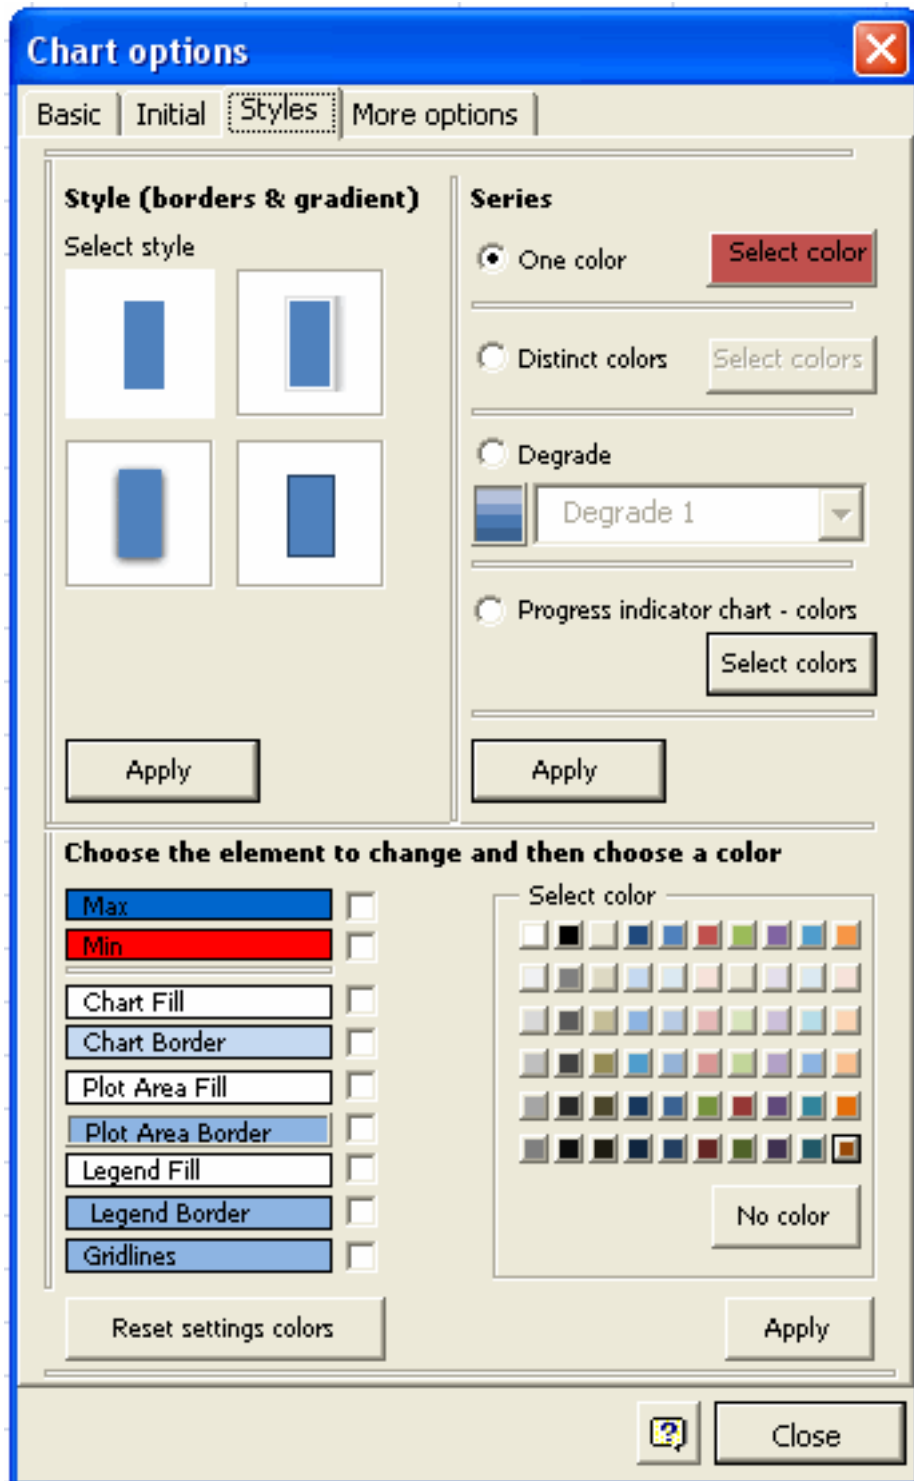 Chart options
Basic
Initial
Styles
More options
Style (borders & gradient)
Select style
Apply
Series
One color
Select color
Distinct colors
Select colors
Degrade
Degrade 1
Progress indicator chart - colors
Select colors
Apply
Choose the element to change and then choose a color
Max
Min
Chart Fill
Chart Border
Plot Area Fill
Plot Area Border
Legend Fill
Legend Border
Gridlines
Select color
No color
Reset settings colors
Apply
?
Close